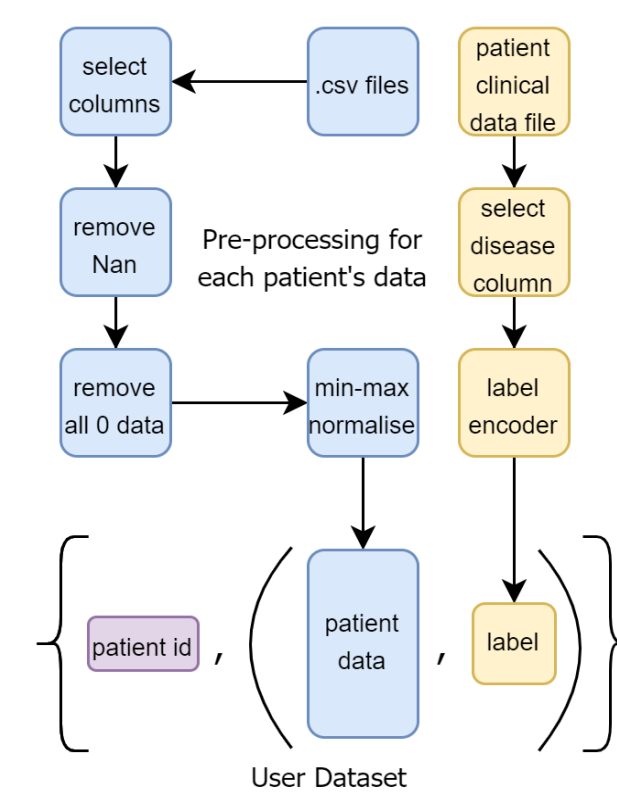 select
columns
.csv files
patient
clinical
data file
remove
Nan
Pre-processing for
each patient's data
select
disease
column
remove
all 0 data
min-max
normalise
label
encoder
{ patient id , ( patient
data , label ) }
User Dataset